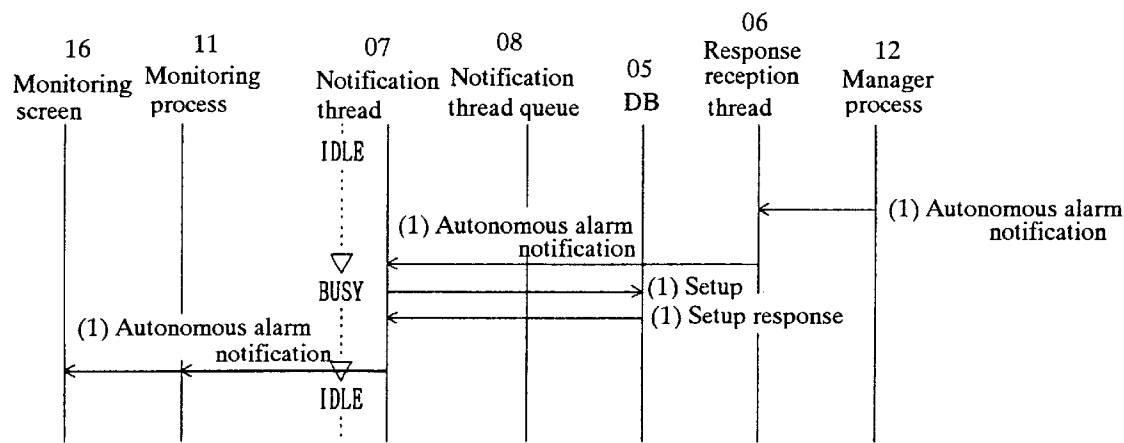 16
Monitoring
screen
11
Monitoring
process
07
Notification
thread
08
Notification
thread queue
05
DB
06
Response
reception
thread
12
Manager
process
IDLE
(1) Autonomous alarm
notification
(1) Autonomous alarm
notification
BUSY
(1) Setup
(1) Setup response
(1) Autonomous alarm
notification
IDLE